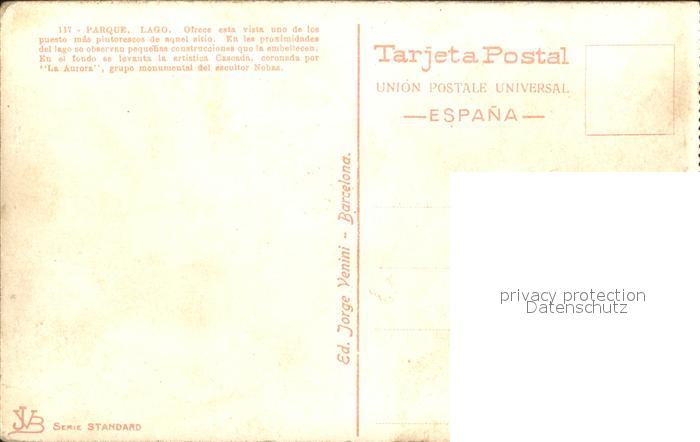 117 - PARQUE. LAGO. Ofrece esta vista uno de los
puesto más pintorescos de aquel sitio. En las proximidades
del lago se observan pequeñas construcciones que la embellecen.
En el fondo se levanta la artística Cascada, coronada por
"La Aurora", grupo monumental del escultor Nobas.
Tarjeta Postal
UNIÓN POSTALE UNIVERSAL
—ESPAÑA—
Ed. Jorge Venini - Barcelona.
privacy protection
Datenschutz
JVB SERIE STANDARD